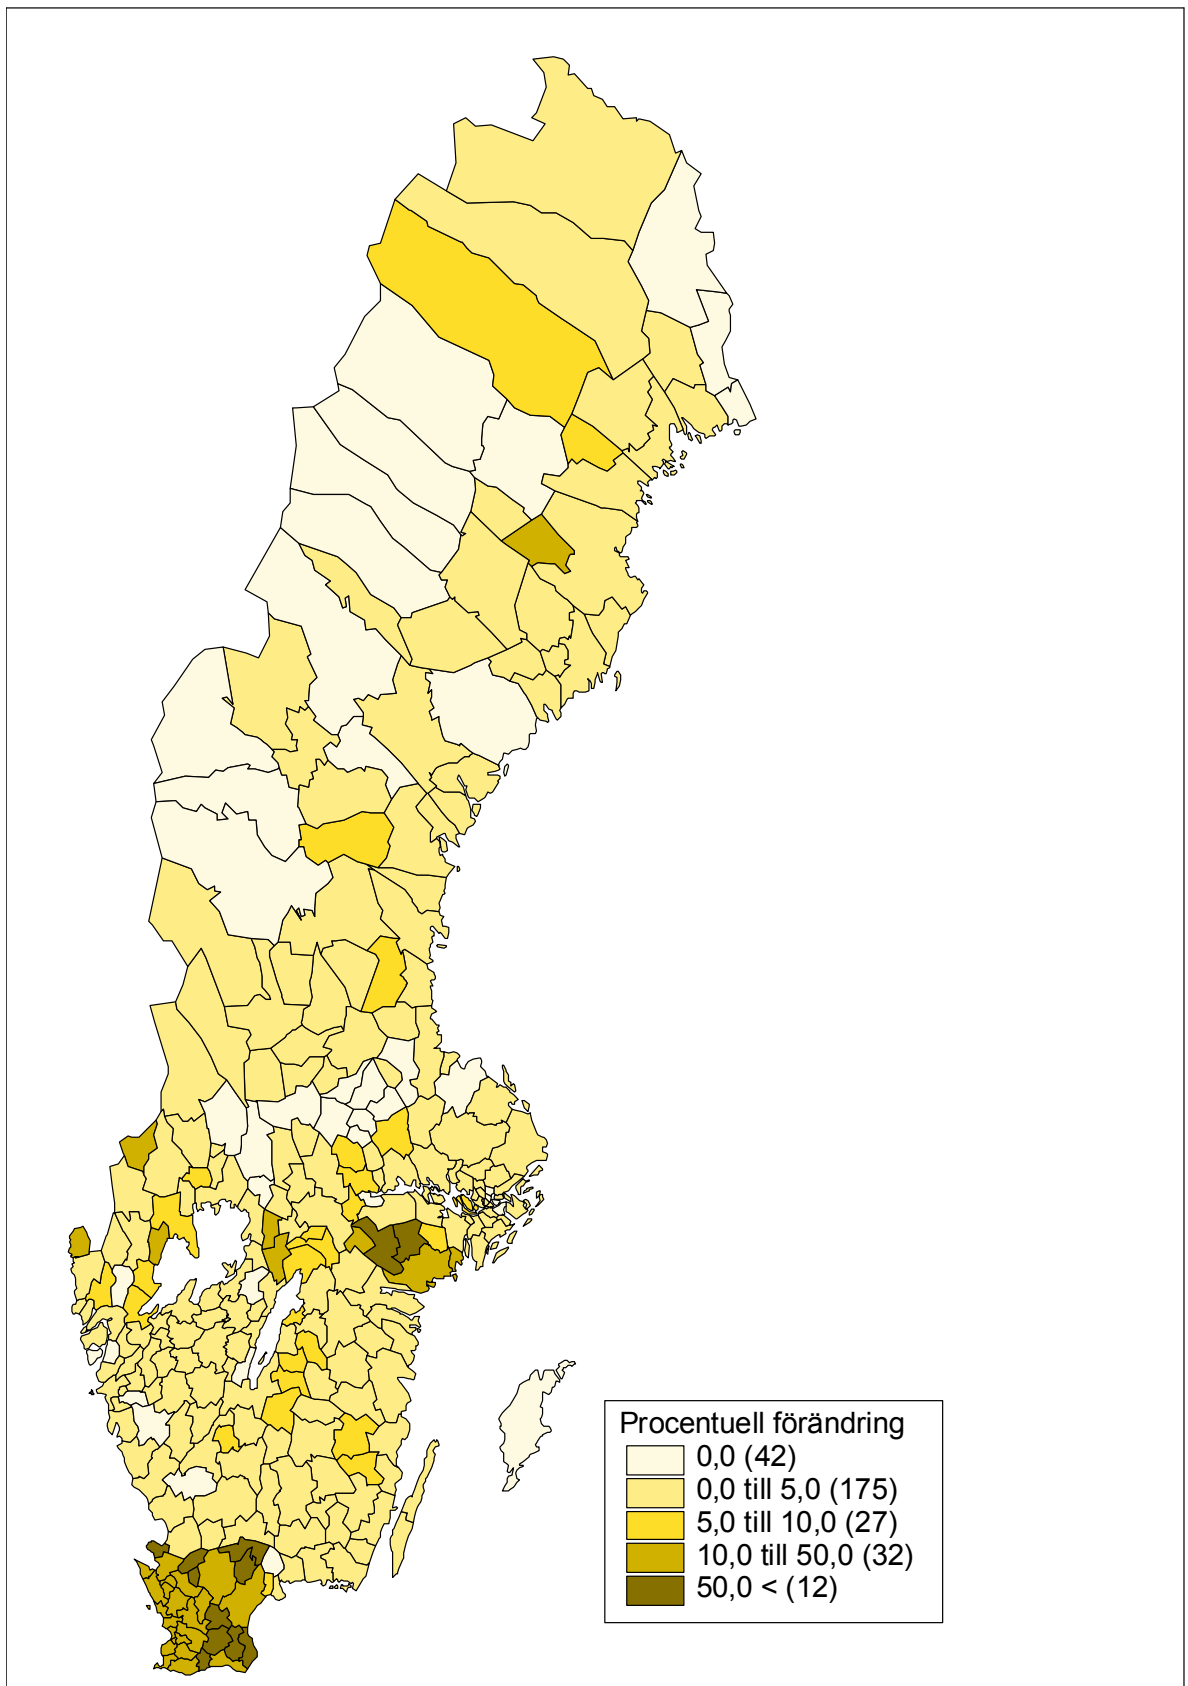 Procentuell förändring
0,0 (42)
0,0 till 5,0 (175)
5,0 till 10,0 (27)
10,0 till 50,0 (32)
50,0 < (12)